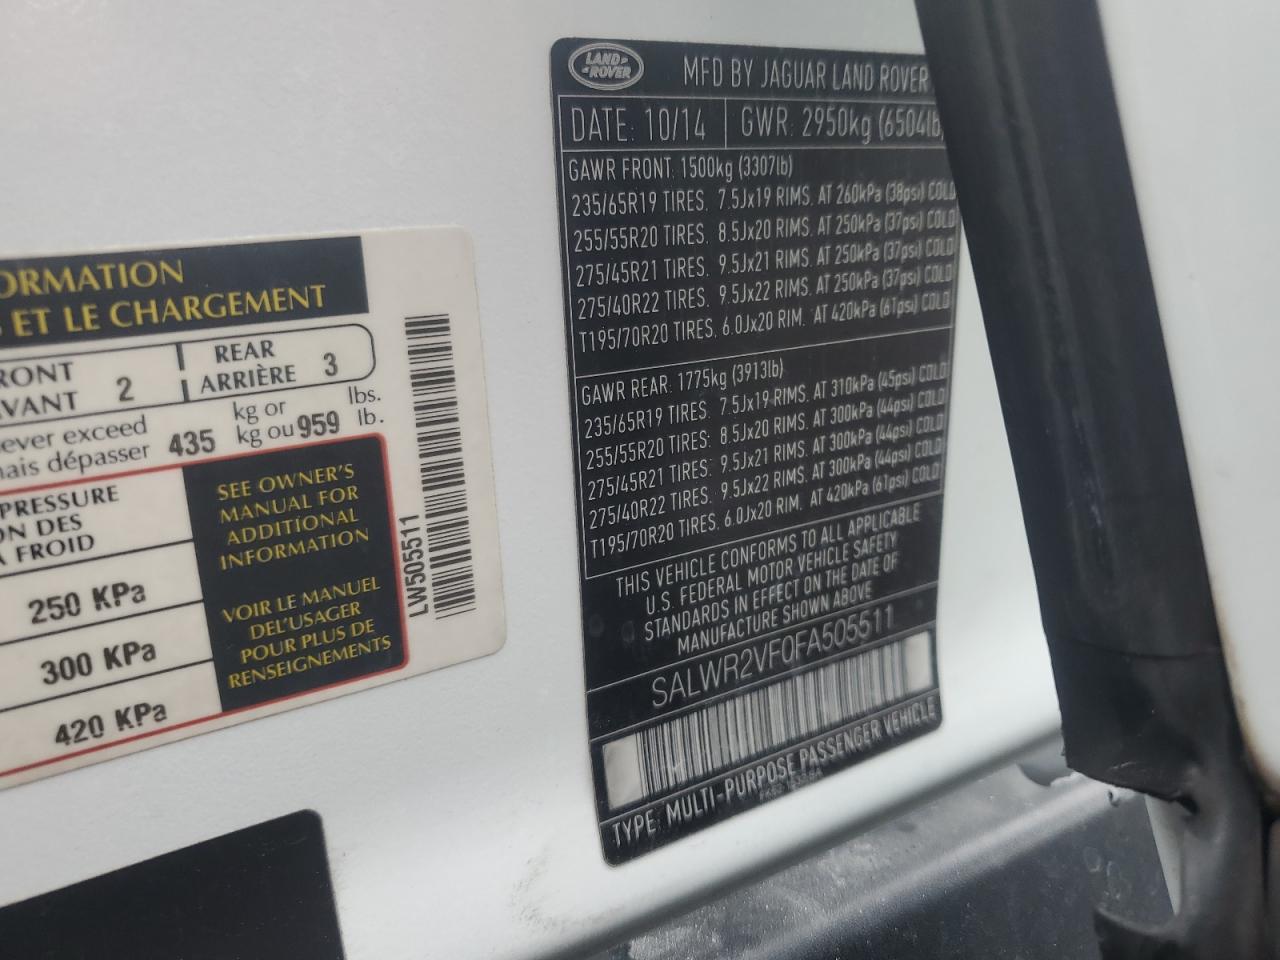 ORMATION
ET LE CHARGEMENT
RONT
AVANT
2
REAR
ARRIÈRE
3
ever exceed
mais dépasser
435
kg or
kg ou
959
lbs.
lb.
PRESSURE
ON DES
FROID
250 KPa
300 KPa
420 KPa
SEE OWNER'S
MANUAL FOR
ADDITIONAL
INFORMATION
VOIR LE MANUEL
DEL'USAGER
POUR PLUS DE
RENSEIGNEMENTS
LW505511
LAND
ROVER
MFD BY JAGUAR LAND ROVER
DATE: 10/14
GWR: 2950kg (6504lb)
GAWR FRONT: 1500kg (3307lb)
235/65R19 TIRES. 7.5Jx19 RIMS. AT 260kPa (38psi) COLD
255/55R20 TIRES. 8.5Jx20 RIMS. AT 250kPa (37psi) COLD
275/45R21 TIRES. 9.5Jx21 RIMS. AT 250kPa (37psi) COLD
275/40R22 TIRES. 9.5Jx22 RIMS. AT 250kPa (37psi) COLD
T195/70R20 TIRES. 6.0Jx20 RIM. AT 420kPa (61psi) COLD
GAWR REAR: 1775kg (3913lb)
235/65R19 TIRES. 7.5Jx19 RIMS. AT 310kPa (45psi) COLD
255/55R20 TIRES: 8.5Jx20 RIMS. AT 300kPa (44psi) COLD
275/45R21 TIRES: 9.5Jx21 RIMS. AT 300kPa (44psi) COLD
275/40R22 TIRES. 9.5Jx22 RIMS. AT 300kPa (44psi) COLD
T195/70R20 TIRES. 6.0Jx20 RIM. AT 420kPa (61psi) COLD
THIS VEHICLE CONFORMS TO ALL APPLICABLE
U.S. FEDERAL MOTOR VEHICLE SAFETY
STANDARDS IN EFFECT ON THE DATE OF
MANUFACTURE SHOWN ABOVE
SALWR2VF0FA505511
TYPE: MULTI-PURPOSE PASSENGER VEHICLE